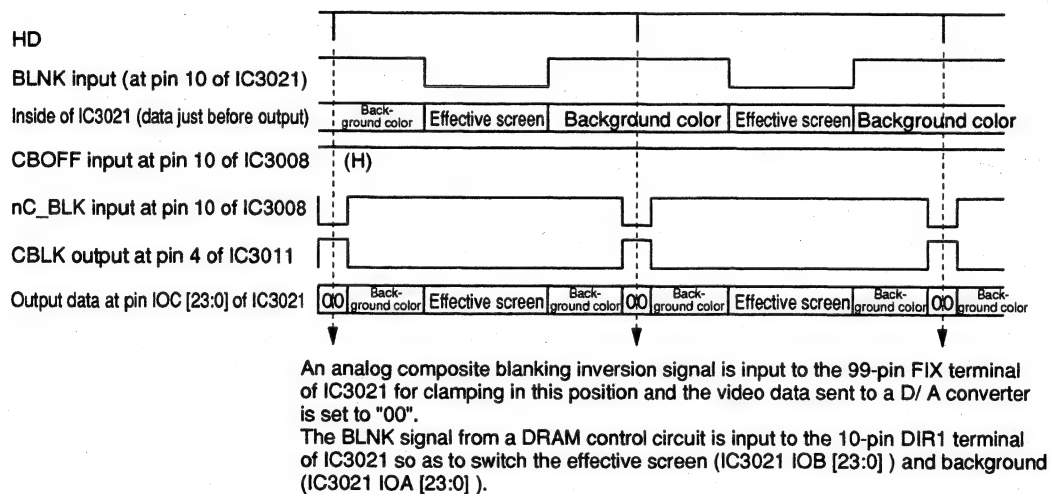 HD
BLNK input (at pin 10 of IC3021)
Inside of IC3021 (data just before output)
Back-
ground color
Effective screen
Background color
Effective screen
Background color
CBOFF input at pin 10 of IC3008
(H)
nC_BLK input at pin 10 of IC3008
CBLK output at pin 4 of IC3011
Output data at pin IOC [23:0] of IC3021
00
Back-
ground color
Effective screen
Back-
ground color
00
Back-
ground color
Effective screen
Back-
ground color
00
Back-
ground color
An analog composite blanking inversion signal is input to the 99-pin FIX terminal
of IC3021 for clamping in this position and the video data sent to a D/ A converter
is set to "00".
The BLNK signal from a DRAM control circuit is input to the 10-pin DIR1 terminal
of IC3021 so as to switch the effective screen (IC3021 IOB [23:0] ) and background
(IC3021 IOA [23:0] ).